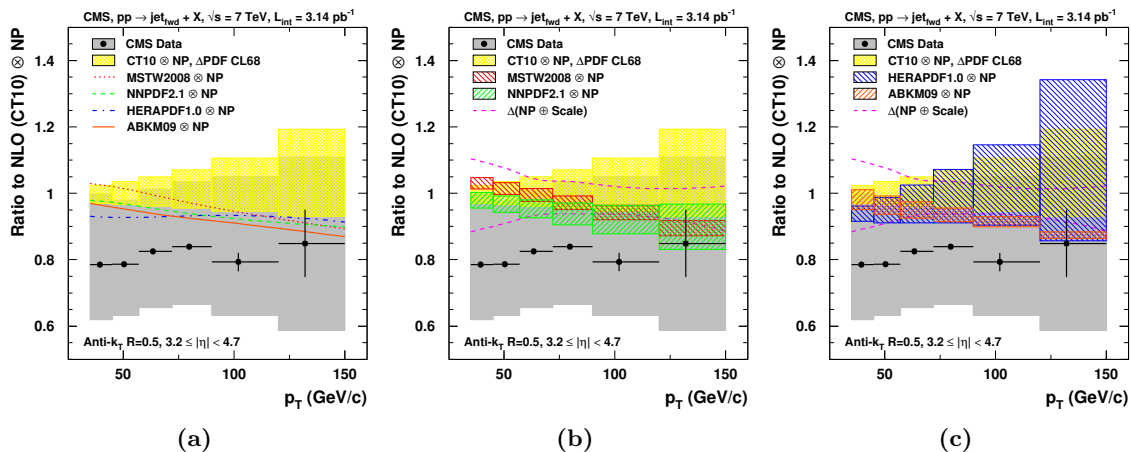 CMS, pp → jet_fwd + X, √s = 7 TeV, L_int = 3.14 pb⁻¹
Ratio to NLO (CT10) ⊗ NP
1.4
1.2
1
0.8
0.6
CMS Data
CT10 ⊗ NP, ΔPDF CL68
MSTW2008 ⊗ NP
NNPDF2.1 ⊗ NP
HERAPDF1.0 ⊗ NP
ABKM09 ⊗ NP
Anti-k_T R=0.5, 3.2 ≤ |η| < 4.7
50 100 150
p_T (GeV/c)
(a)
CMS, pp → jet_fwd + X, √s = 7 TeV, L_int = 3.14 pb⁻¹
Ratio to NLO (CT10) ⊗ NP
1.4
1.2
1
0.8
0.6
CMS Data
CT10 ⊗ NP, ΔPDF CL68
MSTW2008 ⊗ NP
NNPDF2.1 ⊗ NP
Δ(NP ⊕ Scale)
Anti-k_T R=0.5, 3.2 ≤ |η| < 4.7
50 100 150
p_T (GeV/c)
(b)
CMS, pp → jet_fwd + X, √s = 7 TeV, L_int = 3.14 pb⁻¹
Ratio to NLO (CT10) ⊗ NP
1.4
1.2
1
0.8
0.6
CMS Data
CT10 ⊗ NP, ΔPDF CL68
HERAPDF1.0 ⊗ NP
ABKM09 ⊗ NP
Δ(NP ⊕ Scale)
Anti-k_T R=0.5, 3.2 ≤ |η| < 4.7
50 100 150
p_T (GeV/c)
(c)